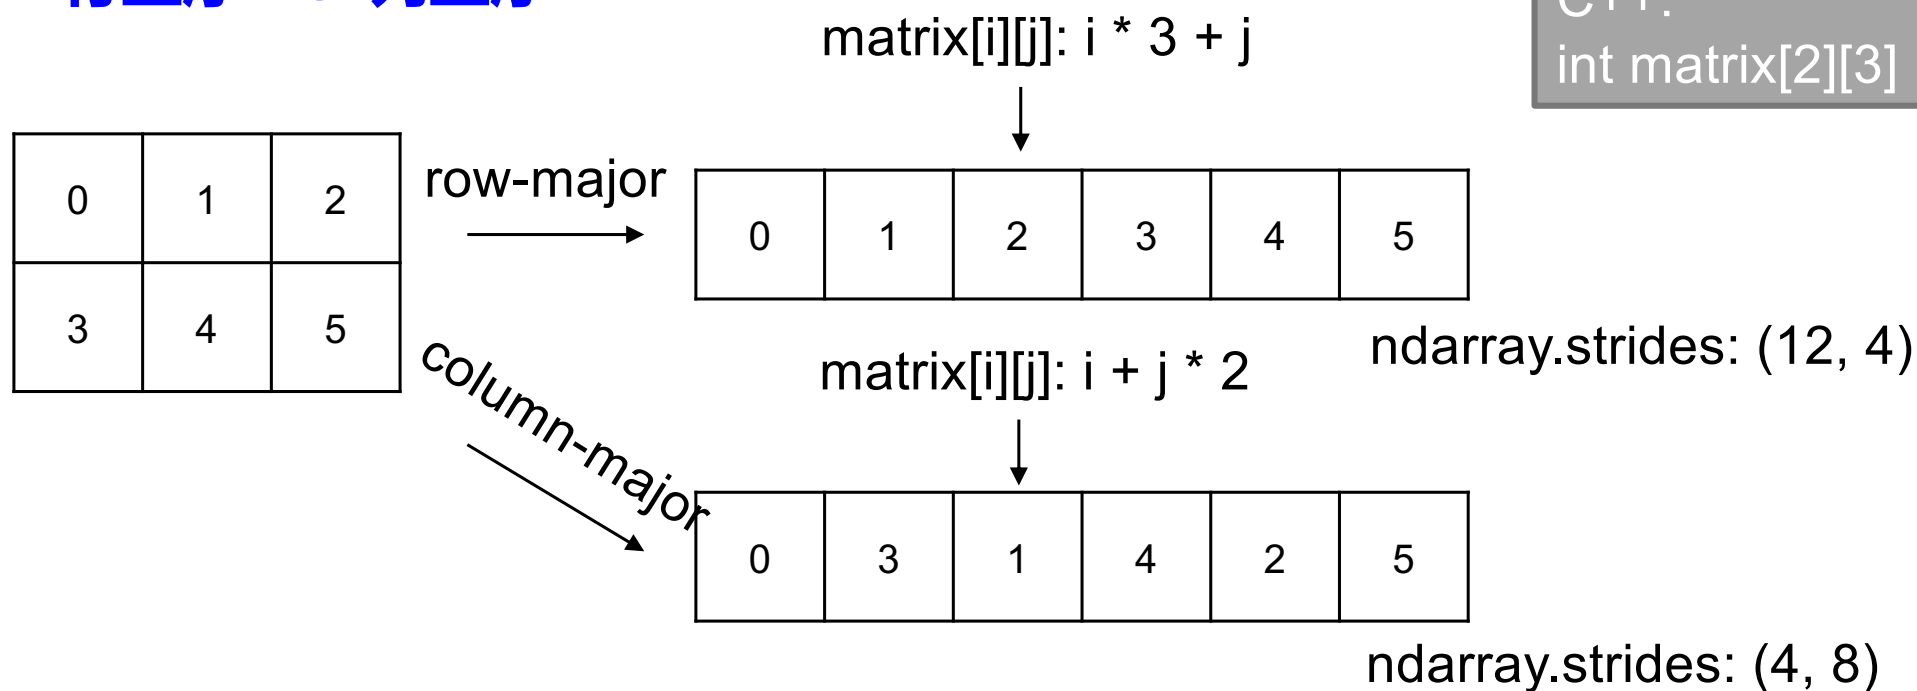 matrix[i][j]: i * 3 + j
C++:
int matrix[2][3]
0 1 2
3 4 5
row-major
0 1 2 3 4 5
ndarray.strides: (12, 4)
column-major
matrix[i][j]: i + j * 2
0 3 1 4 2 5
ndarray.strides: (4, 8)